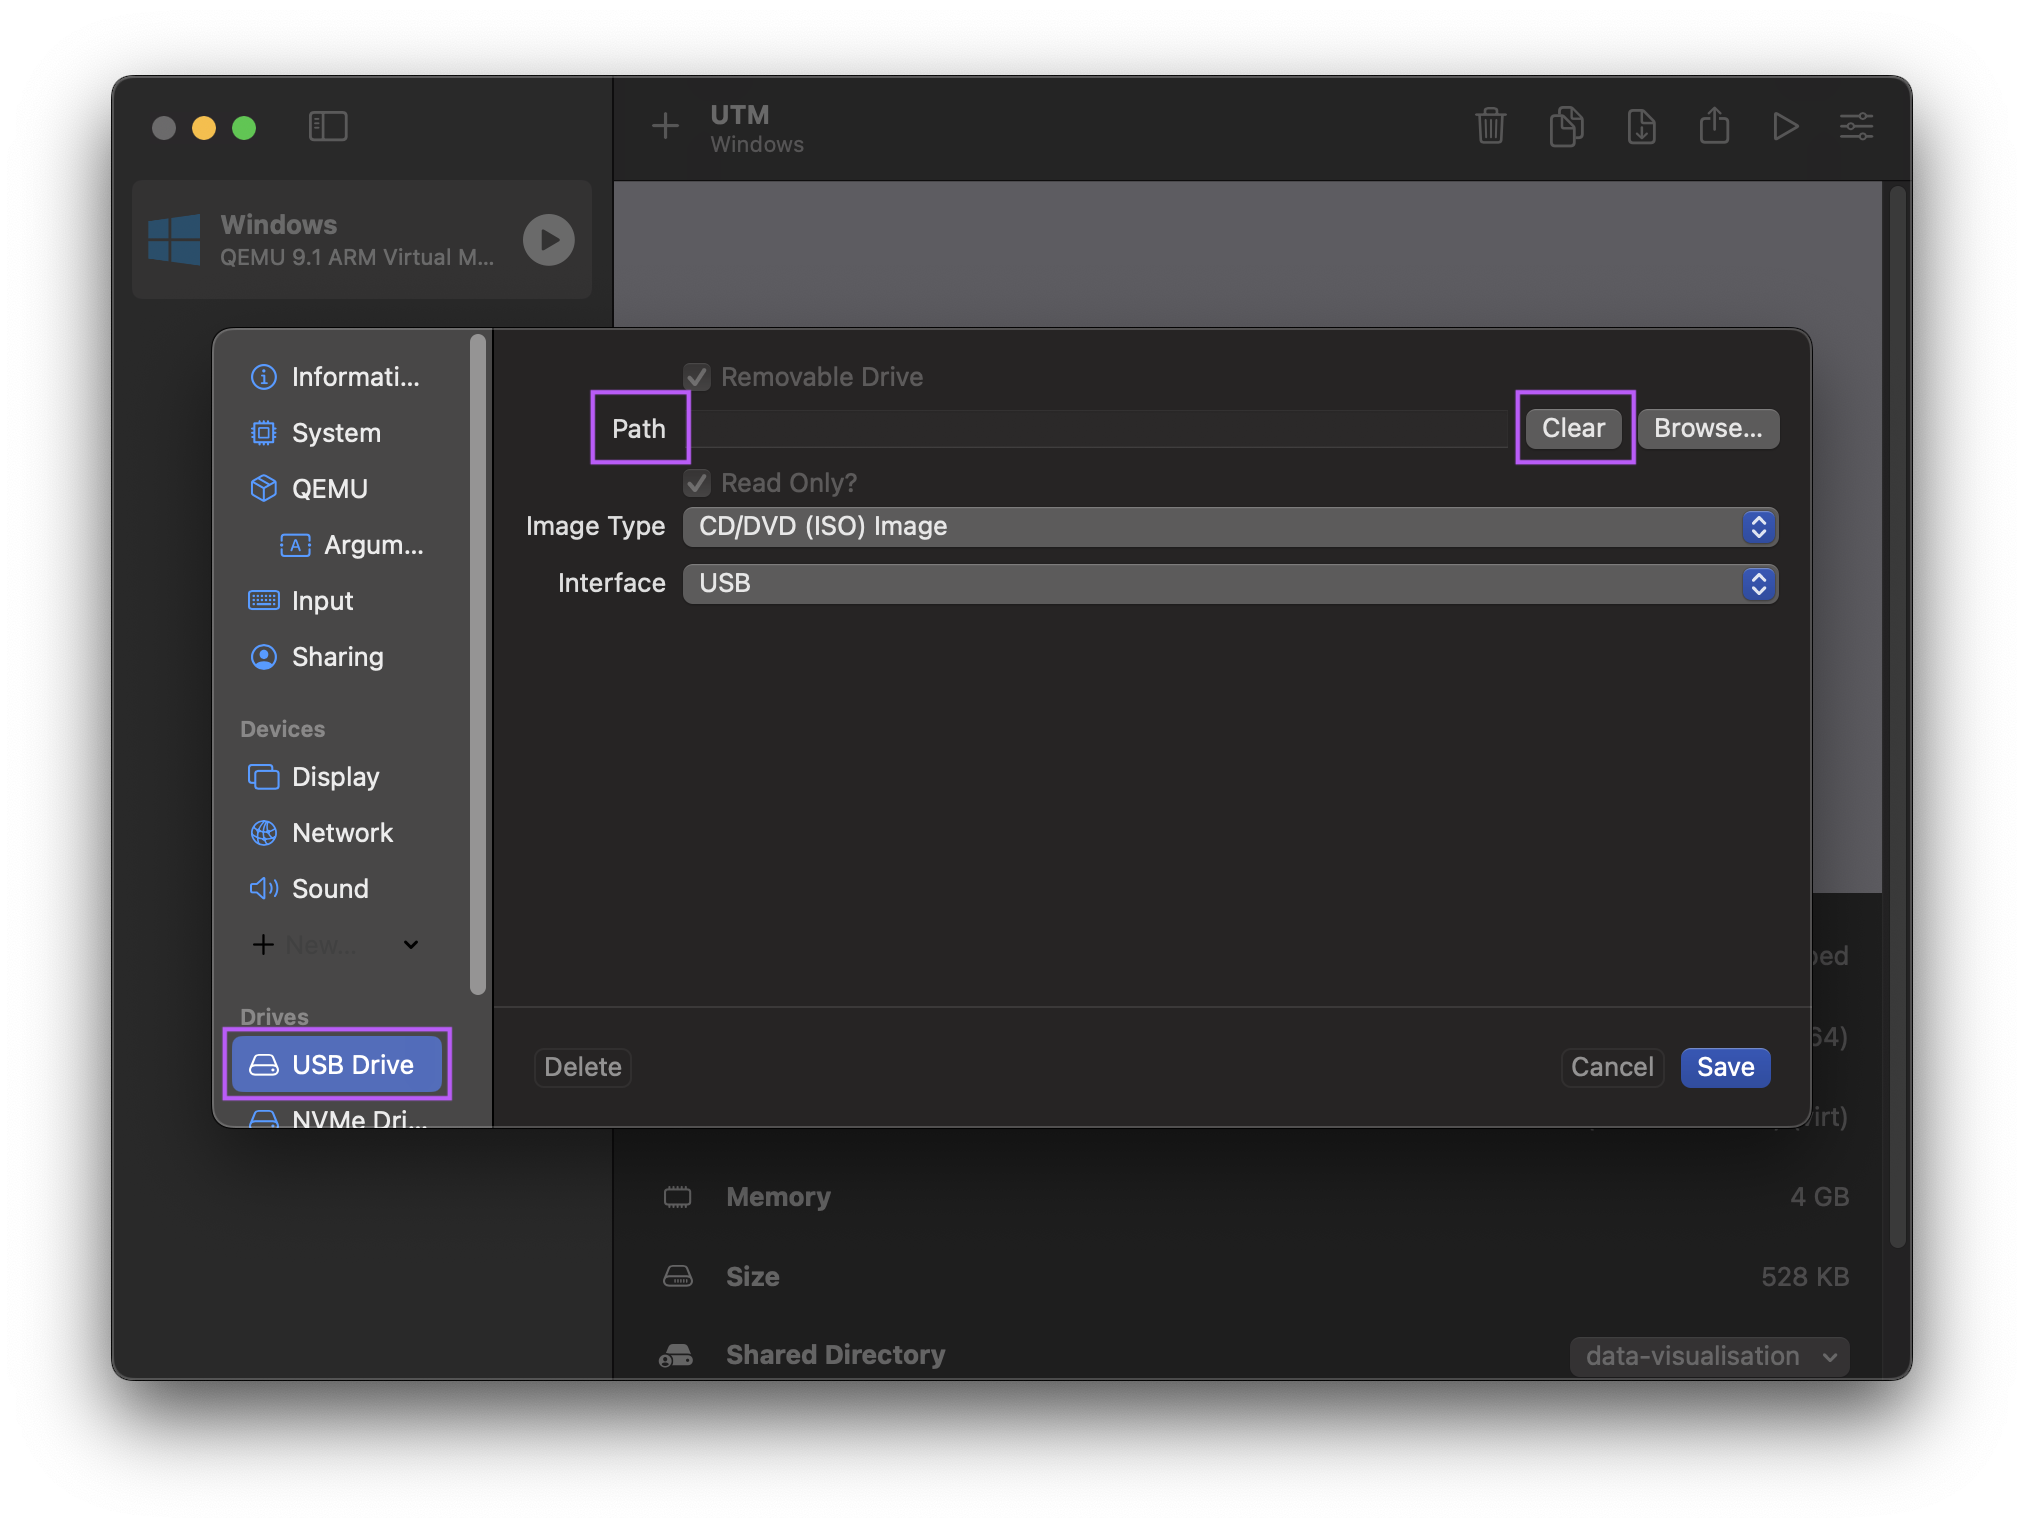 UTM
Windows
Windows
QEMU 9.1 ARM Virtual M...
Informati...
System
QEMU
Argum...
Input
Sharing
Devices
Display
Network
Sound
New...
Drives
USB Drive
NVMe Dri...
Removable Drive
Path
Clear
Browse...
Read Only?
Image Type
CD/DVD (ISO) Image
Interface
USB
Delete
Cancel
Save
Memory
4 GB
Size
528 KB
Shared Directory
data-visualisation